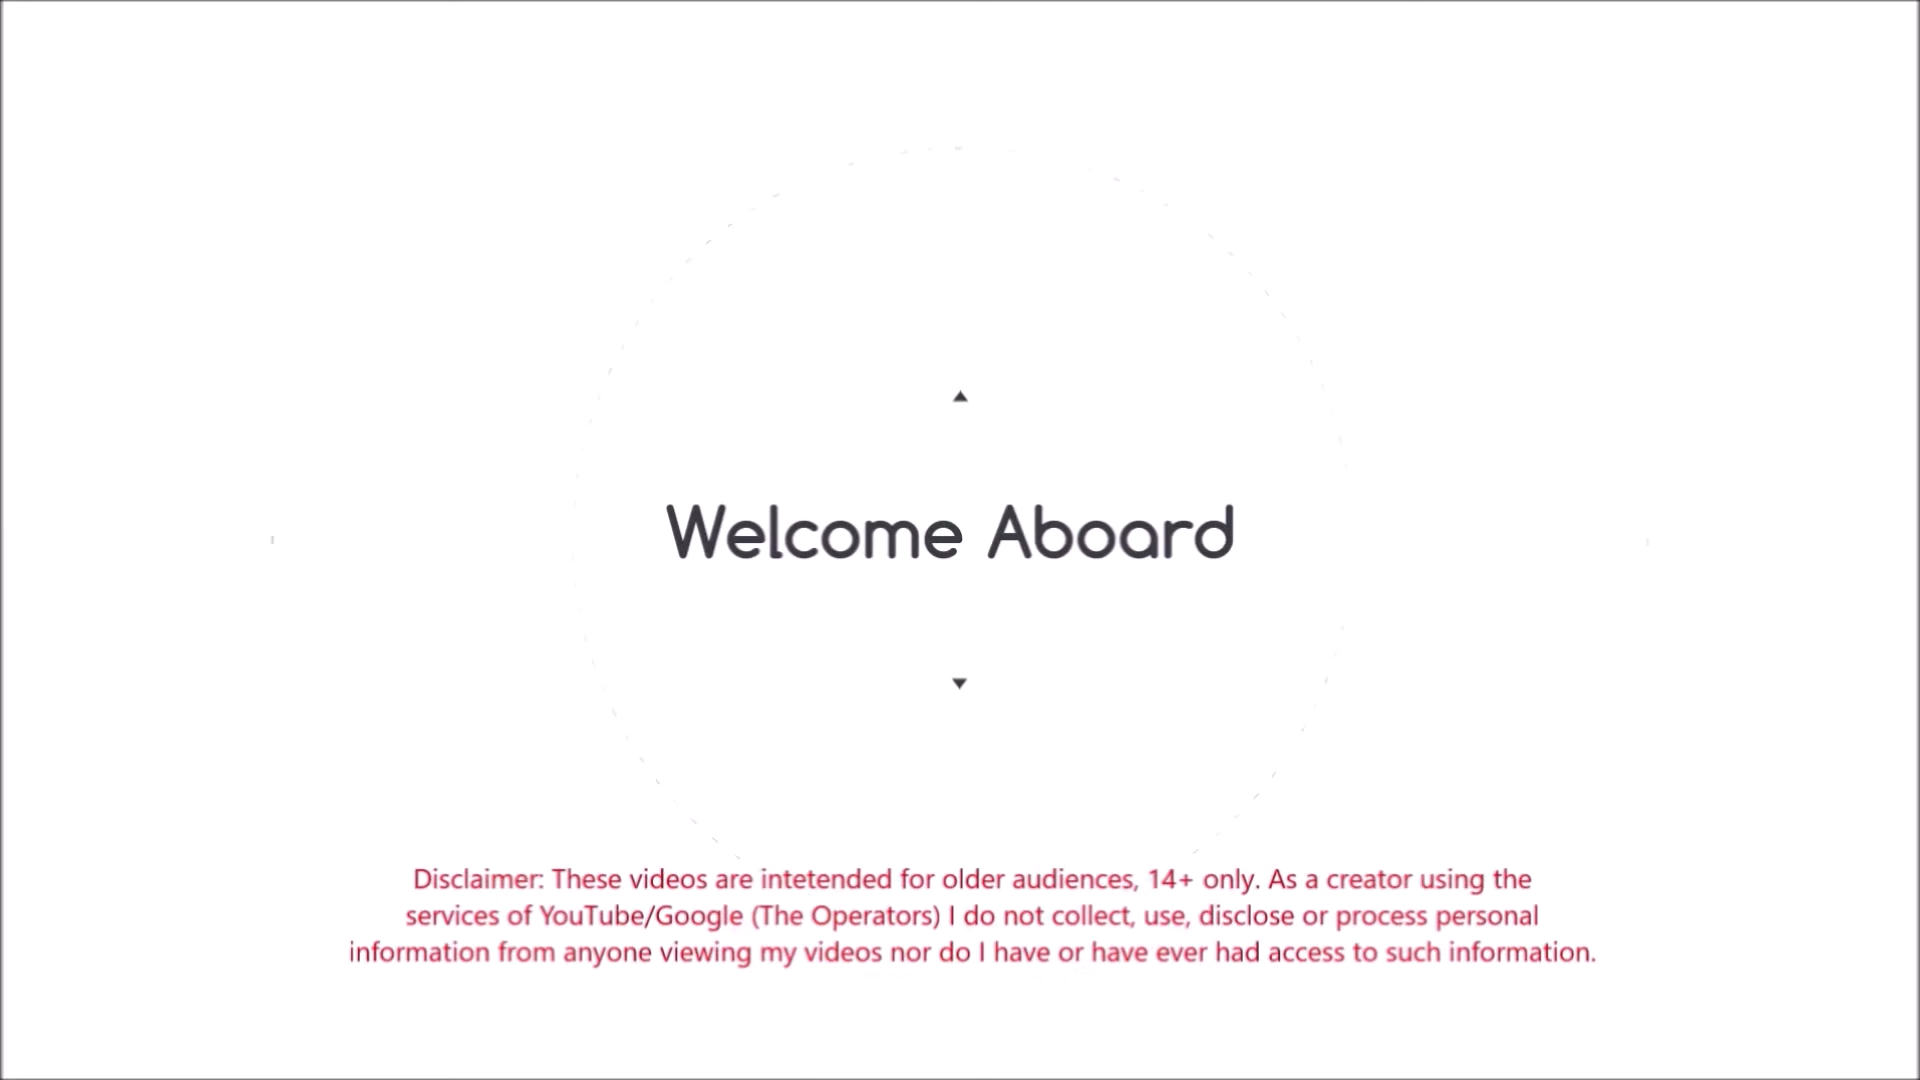 Welcome Aboard
Disclaimer: These videos are intetended for older audiences, 14+ only. As a creator using the
services of YouTube/Google (The Operators) I do not collect, use, disclose or process personal
information from anyone viewing my videos nor do I have or have ever had access to such information.